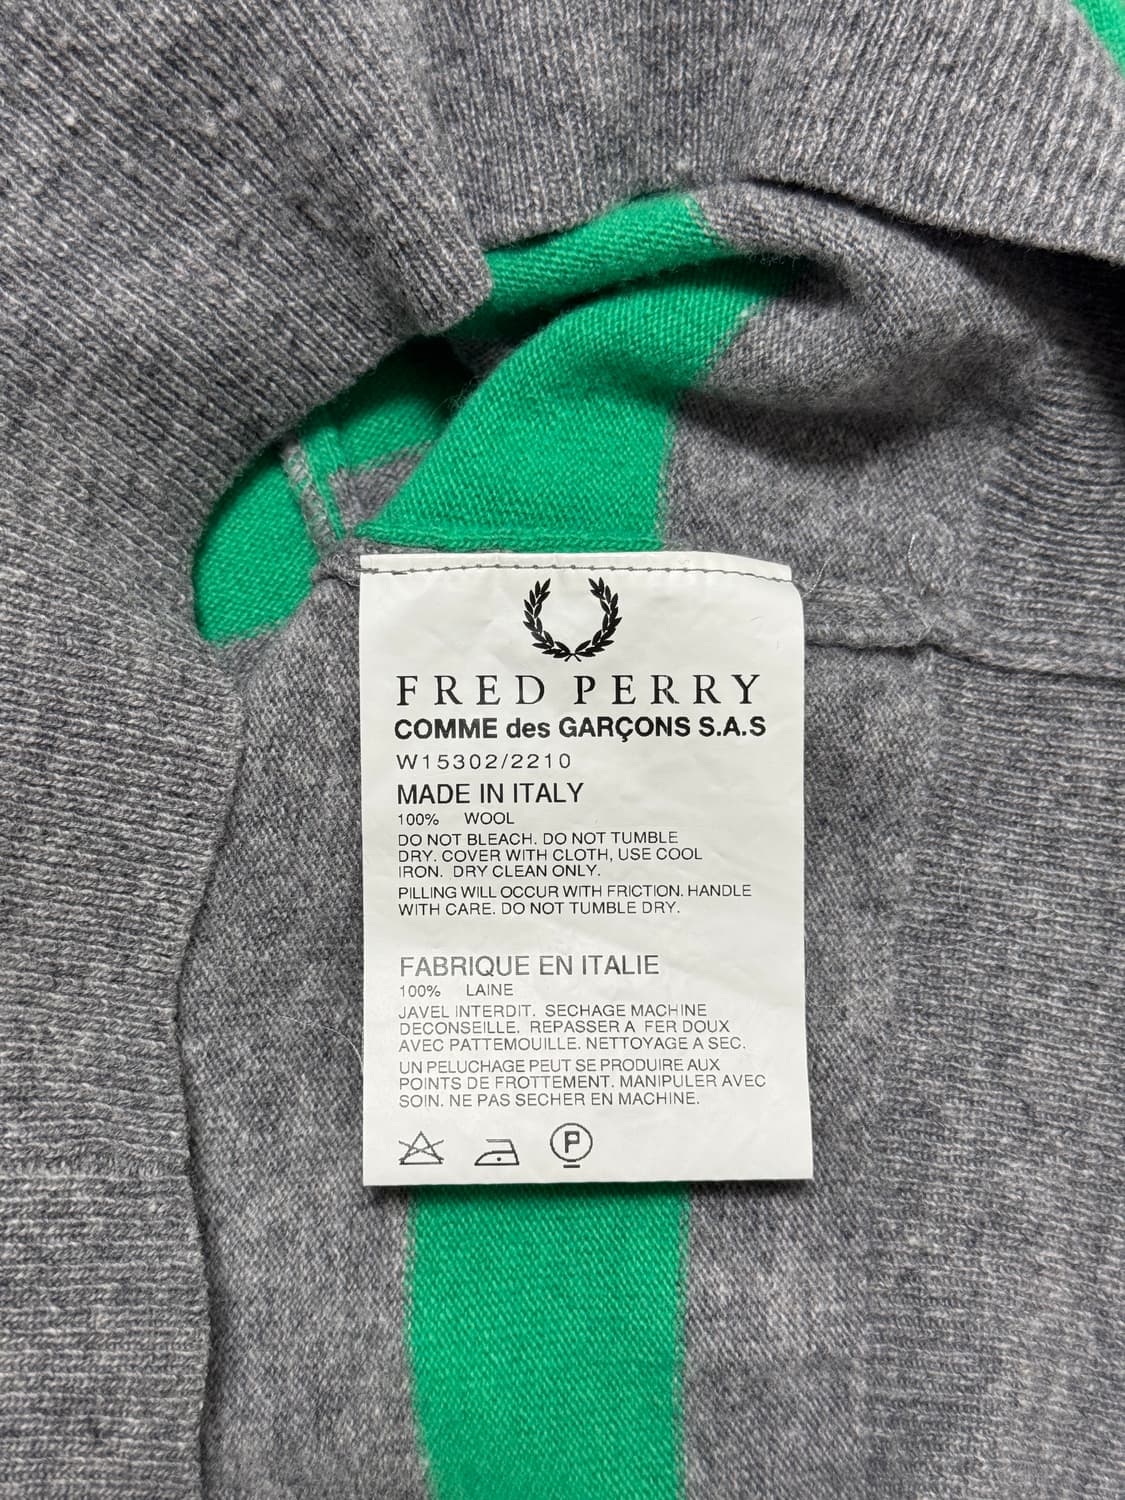 FRED PERRY
COMME des GARÇONS S.A.S
W15302/2210
MADE IN ITALY
100% WOOL
DO NOT BLEACH. DO NOT TUMBLE
DRY. COVER WITH CLOTH, USE COOL
IRON. DRY CLEAN ONLY.
PILLING WILL OCCUR WITH FRICTION. HANDLE
WITH CARE. DO NOT TUMBLE DRY.
FABRIQUE EN ITALIE
100% LAINE
JAVEL INTERDIT. SECHAGE MACHINE
DECONSEILLE. REPASSER A FER DOUX
AVEC PATTEMOUILLE. NETTOYAGE A SEC.
UN PELUCHAGE PEUT SE PRODUIRE AUX
POINTS DE FROTTEMENT. MANIPULER AVEC
SOIN. NE PAS SECHER EN MACHINE.
P